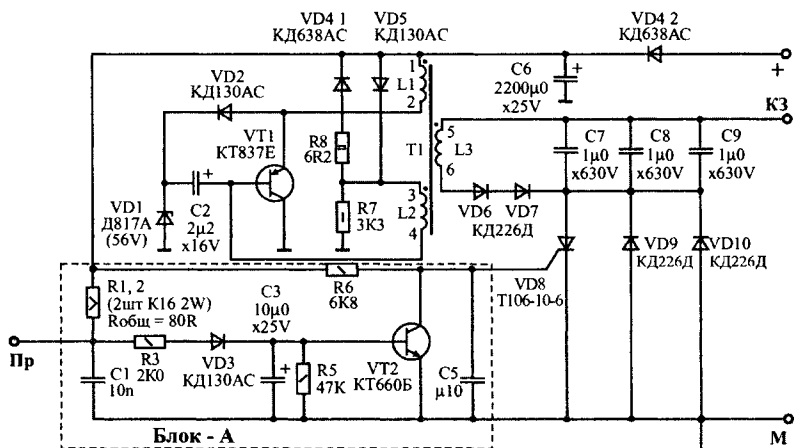 VD4 1
КД638АС
VD5
КД130АС
VD4 2
КД638АС
+
VD2
КД130АС
1
L1
2
C6
2200µ0
x25V
+
КЗ
VT1
КТ837Е
R8
6R2
T1
5
L3
6
C7
1µ0
x630V
C8
1µ0
x630V
C9
1µ0
x630V
+
C2
2µ2
x16V
VD1
Д817А
(56V)
R7
3K3
3
L2
4
VD6
VD7
КД226Д
VD8
Т106-10-6
VD9
КД226Д
VD10
КД226Д
R1, 2
(2шт К16 2W)
Rобщ = 80R
C3
10µ0
x25V
R6
6K8
Пр
R3
2K0
VD3
КД130АС
C1
10n
+
R5
47K
VT2
КТ660Б
C5
µ10
Блок - А
М